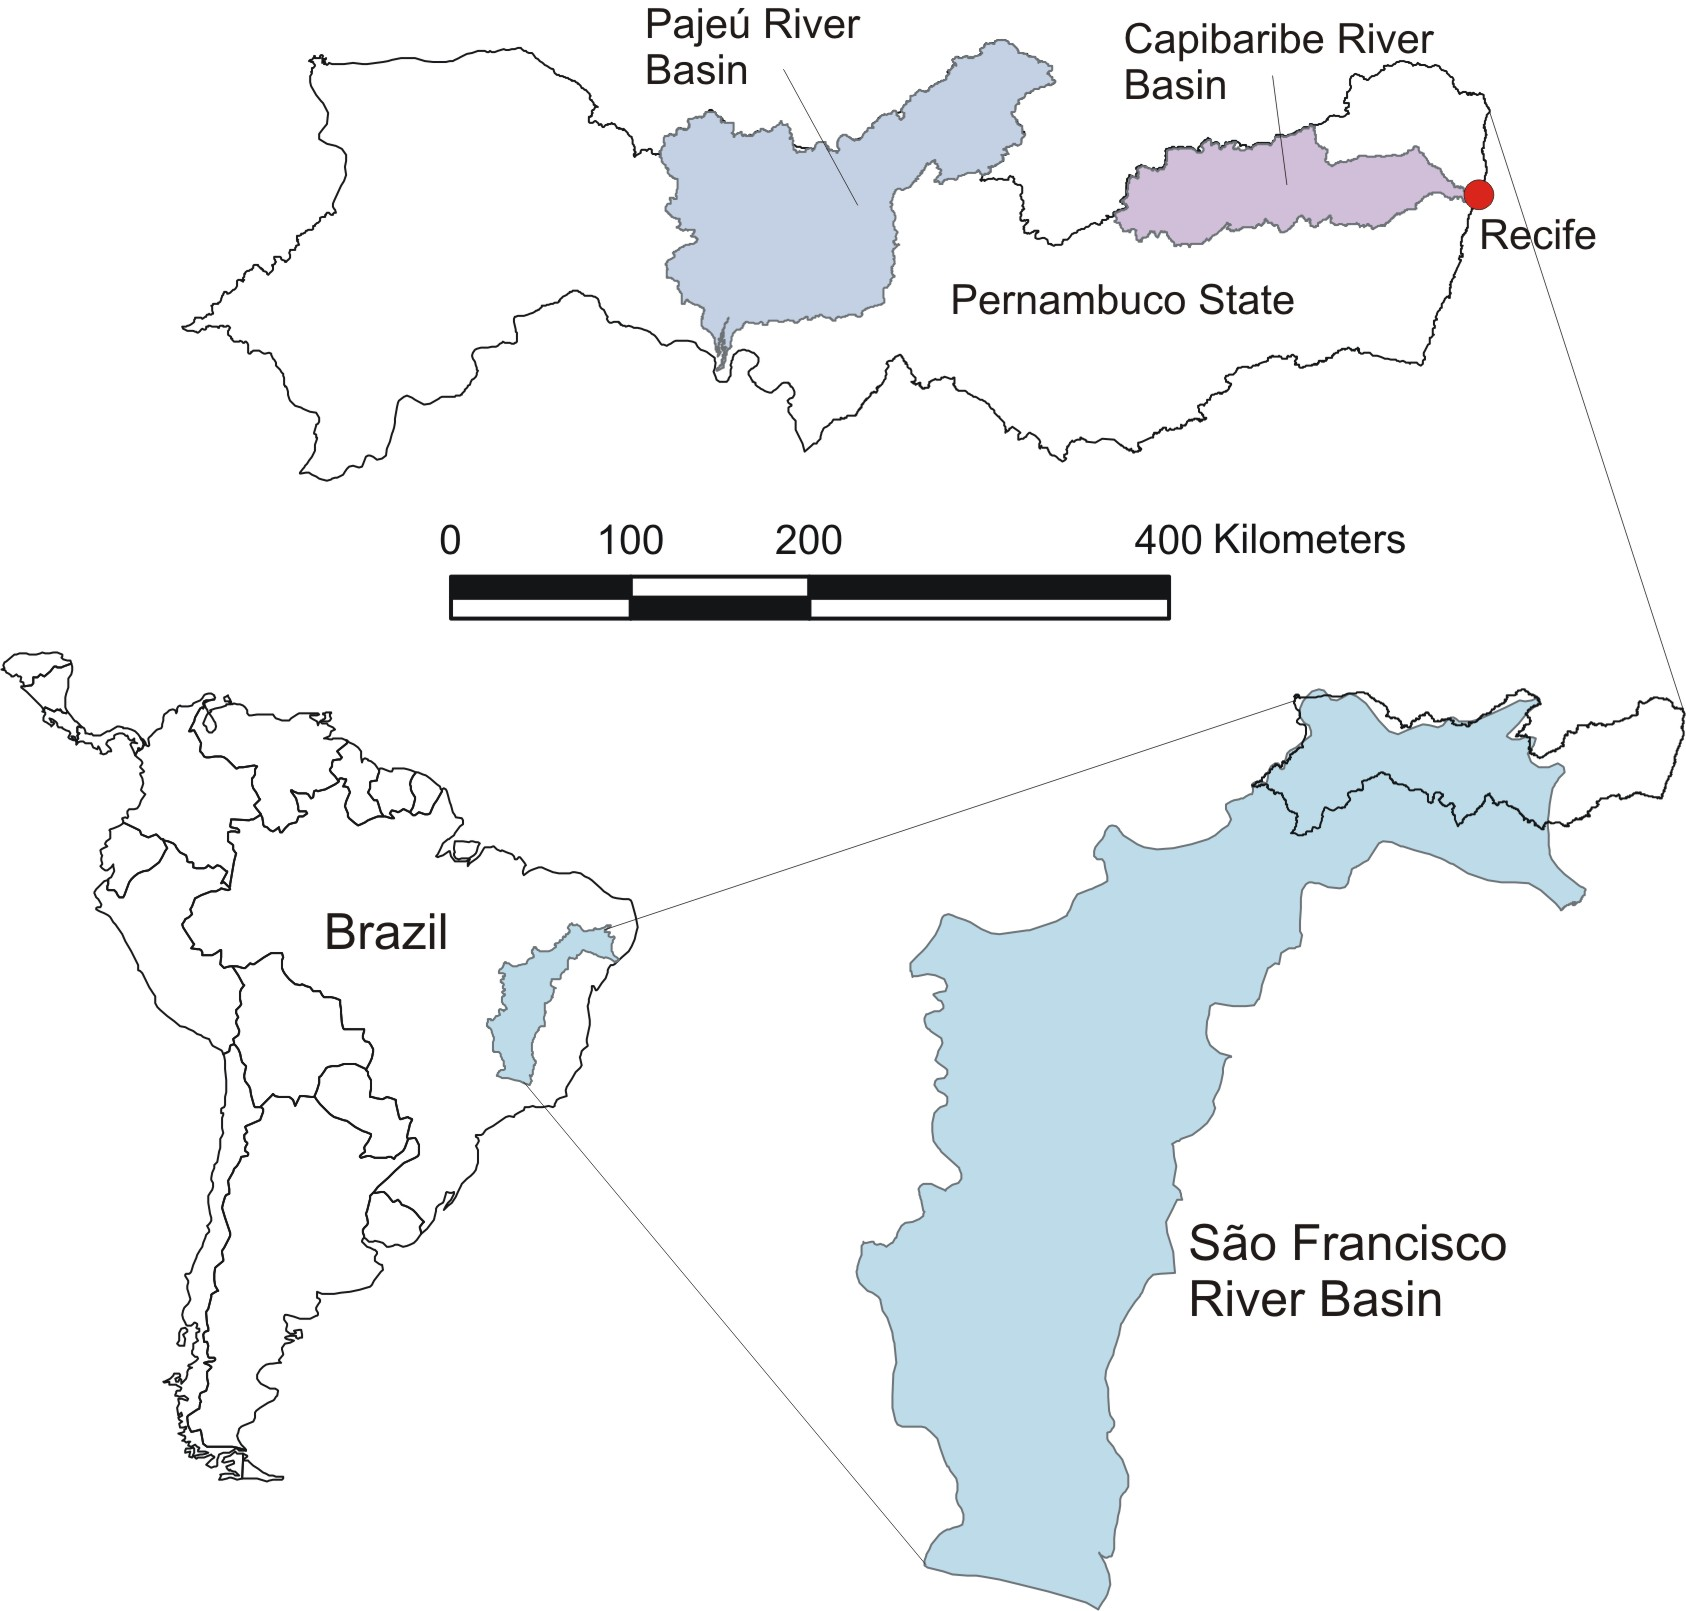 Pajeú River
Basin
Capibaribe River
Basin
Recife
Pernambuco State
0 100 200 400 Kilometers
Brazil
São Francisco
River Basin